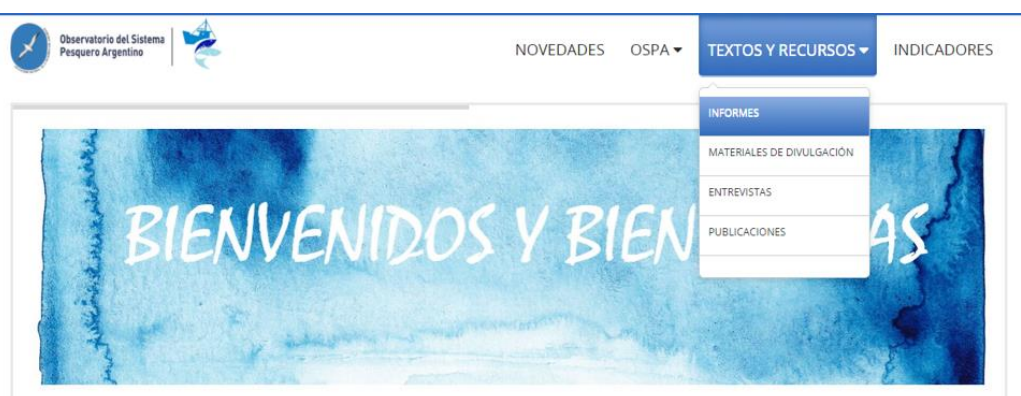 Observatorio del Sistema
Pesquero Argentino
NOVEDADES OSPA TEXTOS Y RECURSOS INDICADORES
INFORMES
MATERIALES DE DIVULGACIÓN
ENTREVISTAS
PUBLICACIONES
BIENVENIDOS Y BIEN AS